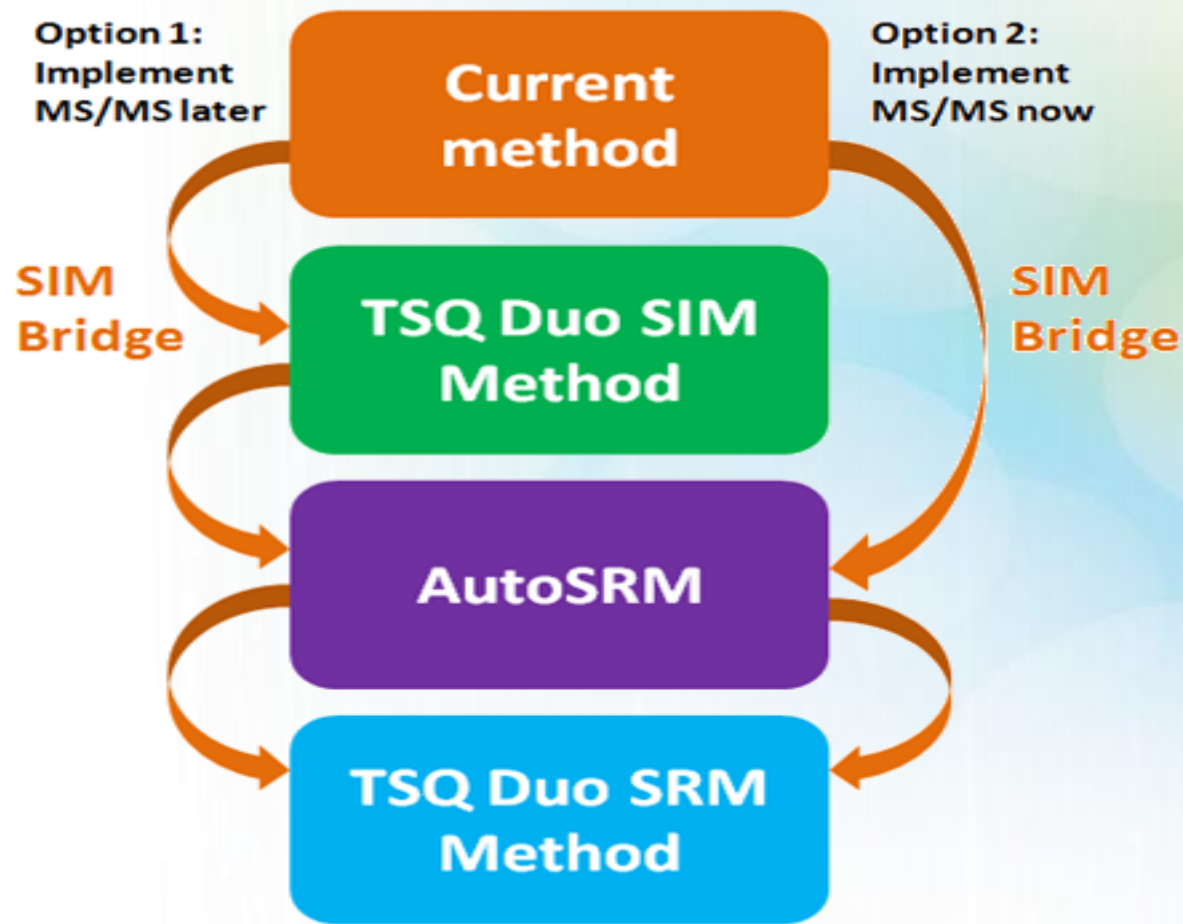 Option 1:
Implement
MS/MS later
Current
method
Option 2:
Implement
MS/MS now
SIM
Bridge
TSQ Duo SIM
Method
SIM
Bridge
AutoSRM
TSQ Duo SRM
Method